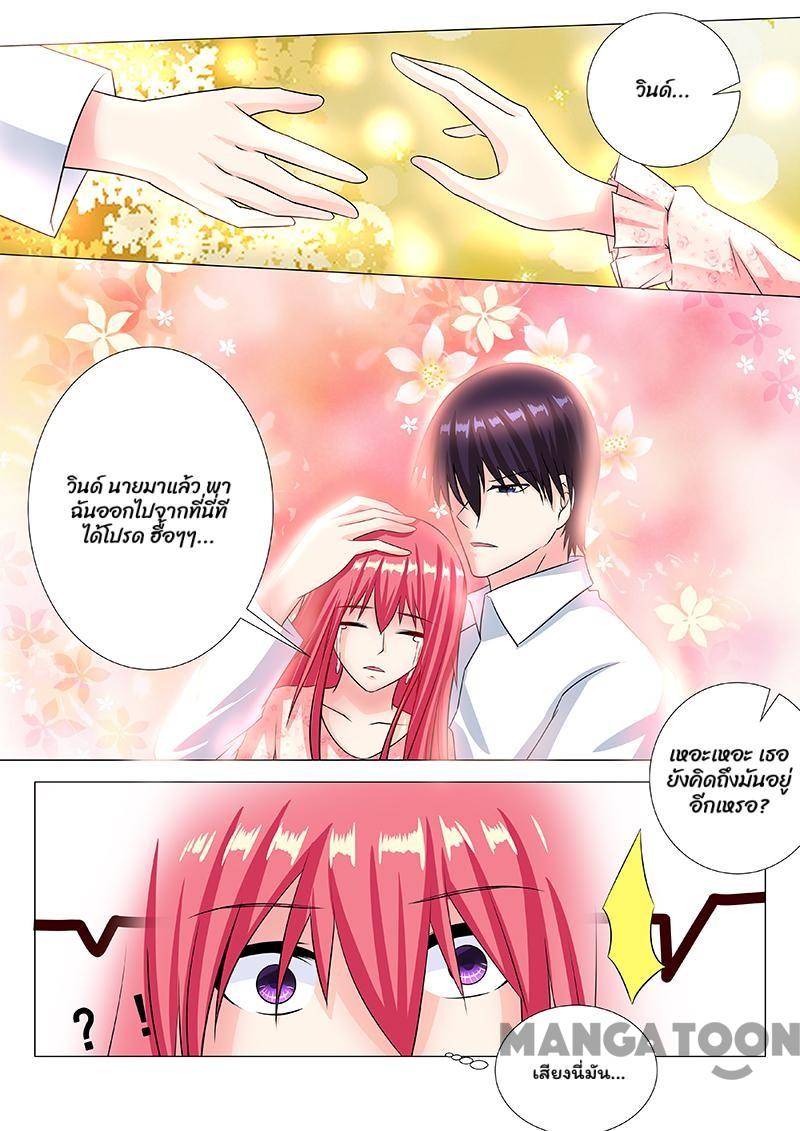 วินด์...
วินด์ นายมาแล้ว พา
ฉันออกไปจากที่นี่ที
ได้โปรด ฮื้อๆๆ...
เหอะเหอะ เธอ
ยังคิดถึงมันอยู่
อีกเหรอ?
? !
MANGATOON
เสียงนี่มัน...